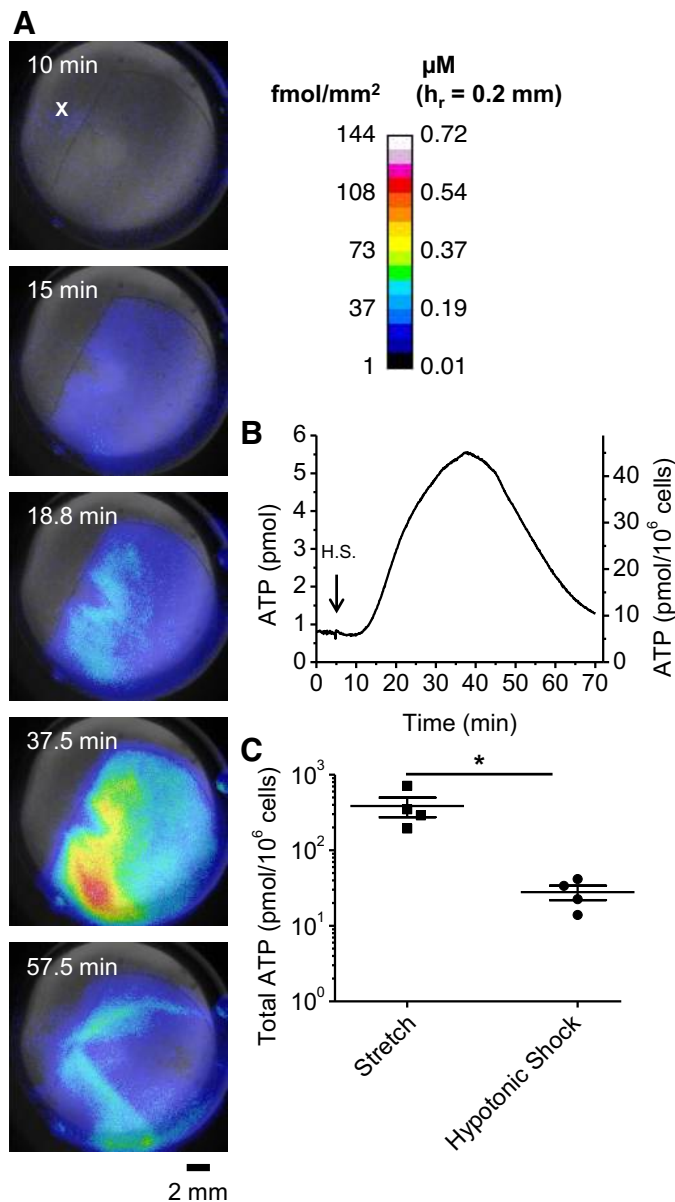 A
10 min
x
15 min
18.8 min
37.5 min
57.5 min
2 mm
fmol/mm²
µM
(hᵣ = 0.2 mm)
144 0.72
108 0.54
73 0.37
37 0.19
1 0.01
B
ATP (pmol)
6
5
4
3
2
1
0
H.S.
40
30
20
10
0
ATP (pmol/10⁶ cells)
0 10 20 30 40 50 60 70
Time (min)
C
Total ATP (pmol/10⁶ cells)
10³
10²
10¹
10⁰
*
Stretch
Hypotonic Shock